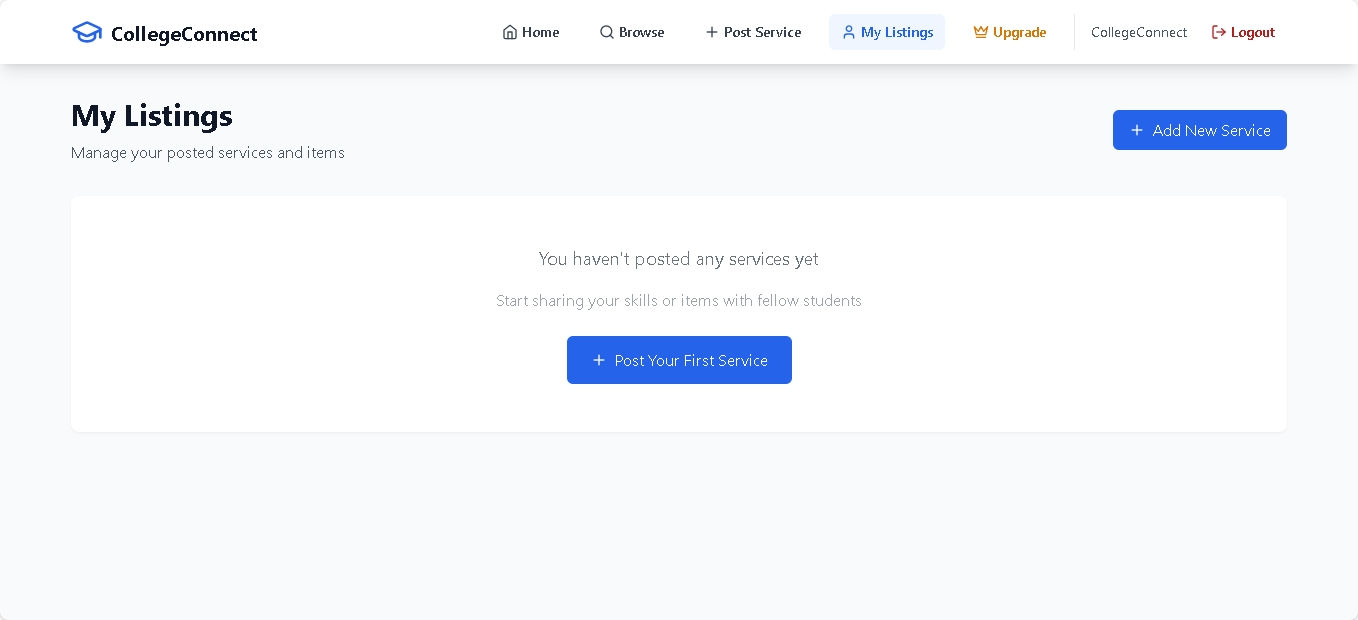 CollegeConnect Home Browse Post Service My Listings Upgrade CollegeConnect Logout
My Listings
Manage your posted services and items
Add New Service
You haven't posted any services yet
Start sharing your skills or items with fellow students
Post Your First Service